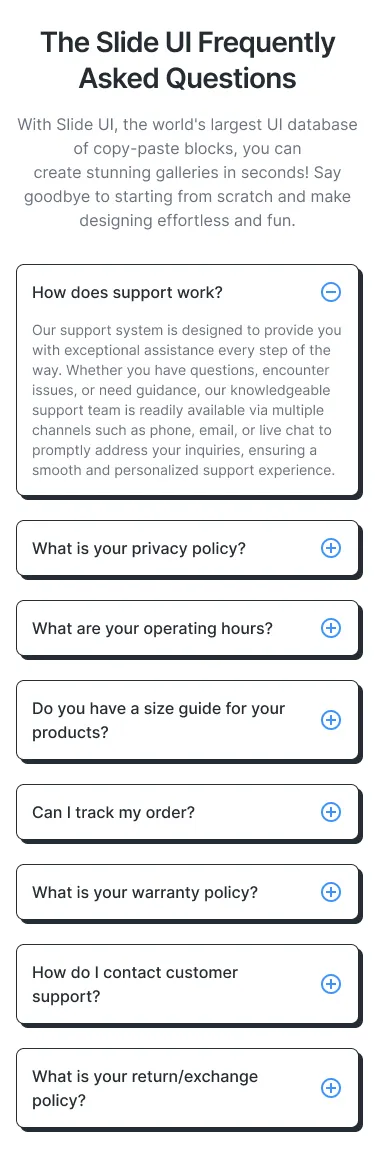 The Slide UI Frequently
Asked Questions
With Slide UI, the world's largest UI database
of copy-paste blocks, you can
create stunning galleries in seconds! Say
goodbye to starting from scratch and make
designing effortless and fun.
How does support work?
Our support system is designed to provide you
with exceptional assistance every step of the
way. Whether you have questions, encounter
issues, or need guidance, our knowledgeable
support team is readily available via multiple
channels such as phone, email, or live chat to
promptly address your inquiries, ensuring a
smooth and personalized support experience.
What is your privacy policy?
What are your operating hours?
Do you have a size guide for your
products?
Can I track my order?
What is your warranty policy?
How do I contact customer
support?
What is your return/exchange
policy?